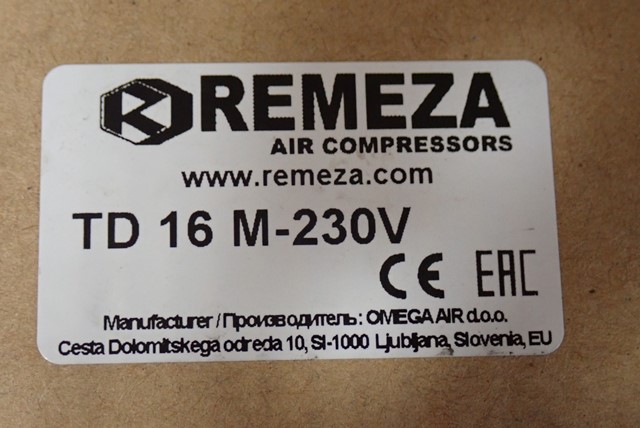 REMEZA
AIR COMPRESSORS
www.remeza.com
TD 16 M-230V
CE EAC
Manufacturer / Производитель: OMEGA AIR d.o.o.
Cesta Dolomitskega odreda 10, SI-1000 Ljubljana, Slovenia, EU